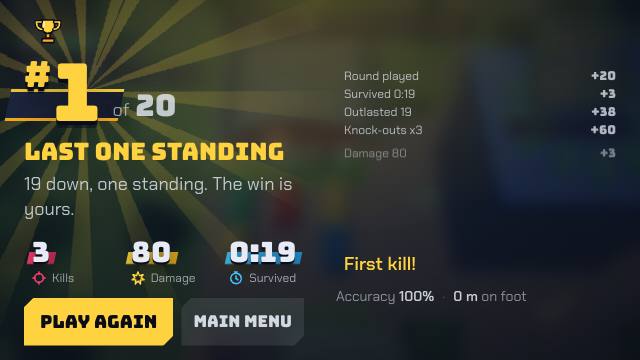 #1 of 20
LAST ONE STANDING
19 down, one standing. The win is
yours.
3 80 0:19
Kills Damage Survived
PLAY AGAIN MAIN MENU
Round played +20
Survived 0:19 +3
Outlasted 19 +38
Knock-outs x3 +60
Damage 80 +3
First kill!
Accuracy 100% · 0 m on foot